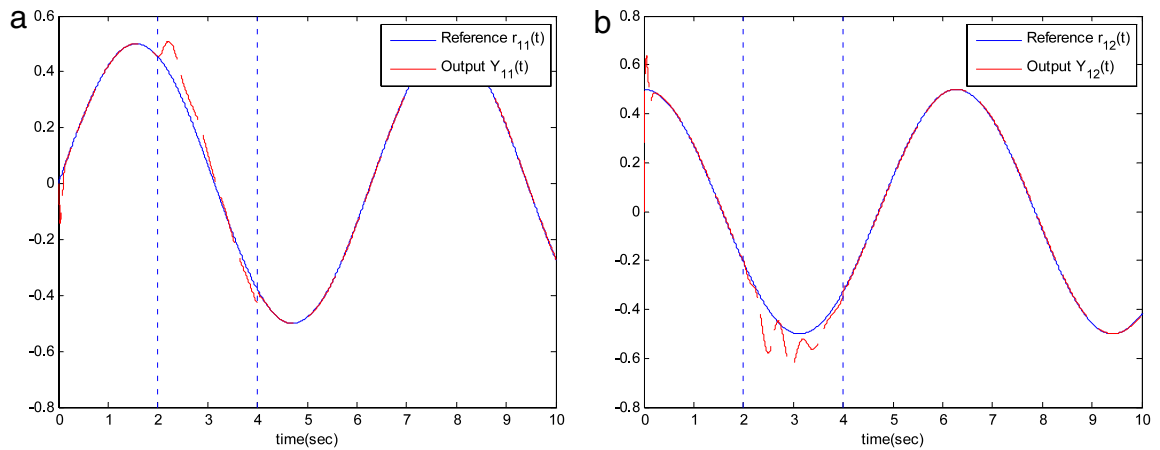 a
0.6
0.4
0.2
0
-0.2
-0.4
-0.6
-0.8
0 1 2 3 4 5 6 7 8 9 10
time(sec)
Reference r11(t)
Output Y11(t)
b
0.8
0.6
0.4
0.2
0
-0.2
-0.4
-0.6
-0.8
0 1 2 3 4 5 6 7 8 9 10
time(sec)
Reference r12(t)
Output Y12(t)